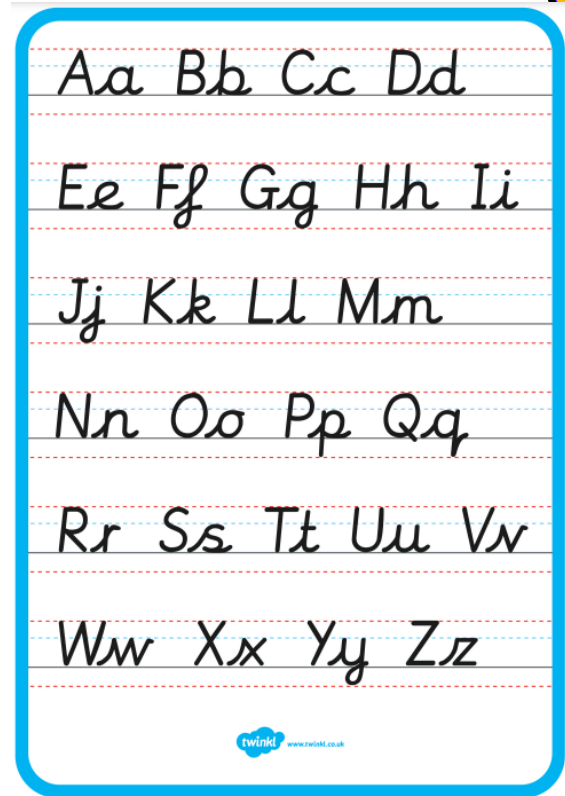 Aa Bb Cc Dd
Ee Ff Gg Hh Ii
Jj Kk Ll Mm
Nn Oo Pp Qq
Rr Ss Tt Uu Vv
Ww Xx Yy Zz
twinkl www.twinkl.co.uk